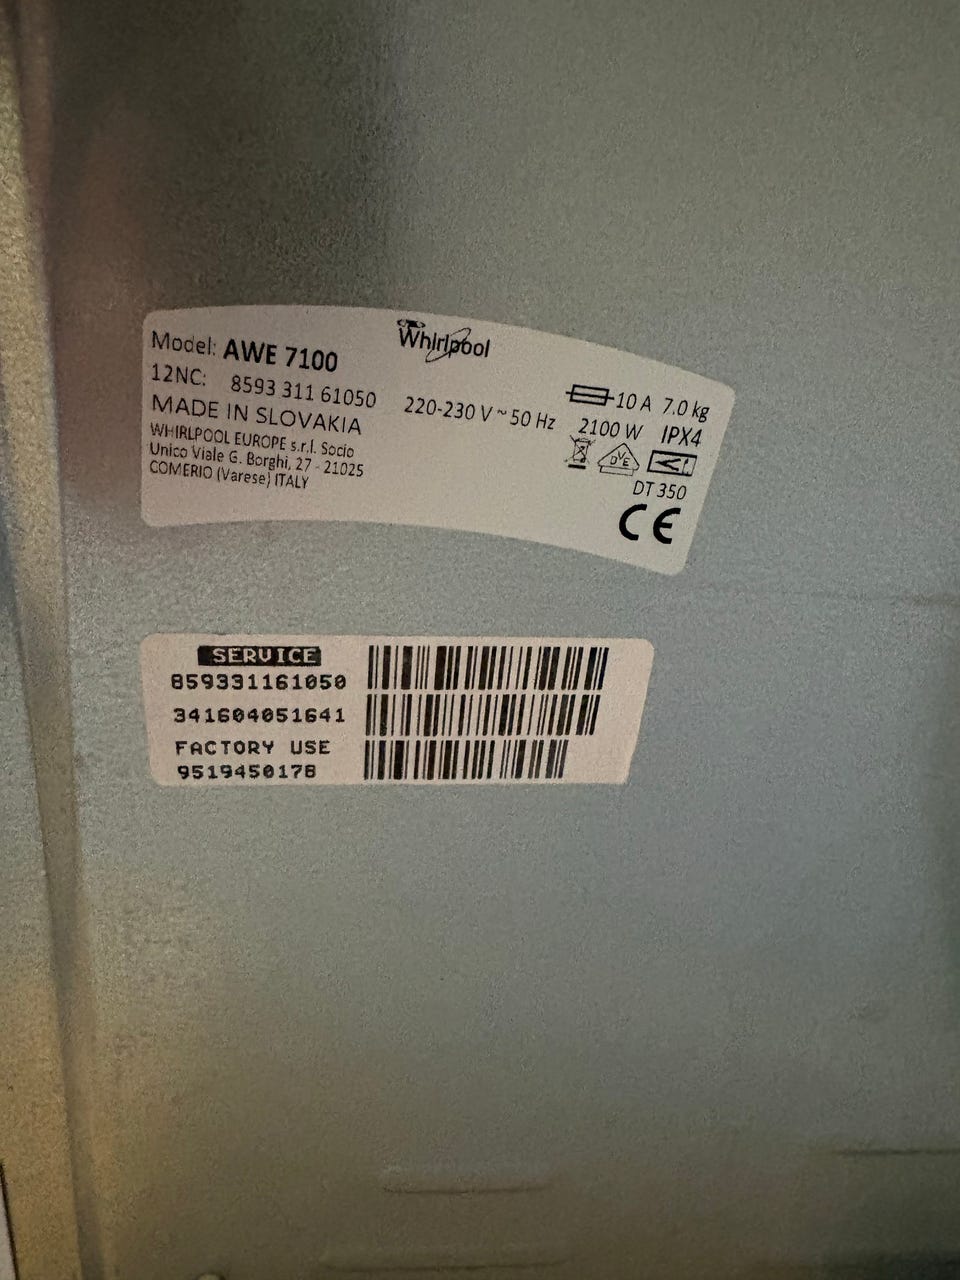 Whirlpool
Model: AWE 7100
12NC: 8593 311 61050
MADE IN SLOVAKIA
WHIRLPOOL EUROPE s.r.l. Socio
Unico Viale G. Borghi, 27 - 21025
COMERIO (Varese) ITALY
220-230 V ~ 50 Hz
10 A 7.0 kg
2100 W IPX4
DVE
DT 350
CE
SERVICE
859331161050
341604051641
FACTORY USE
9519450178